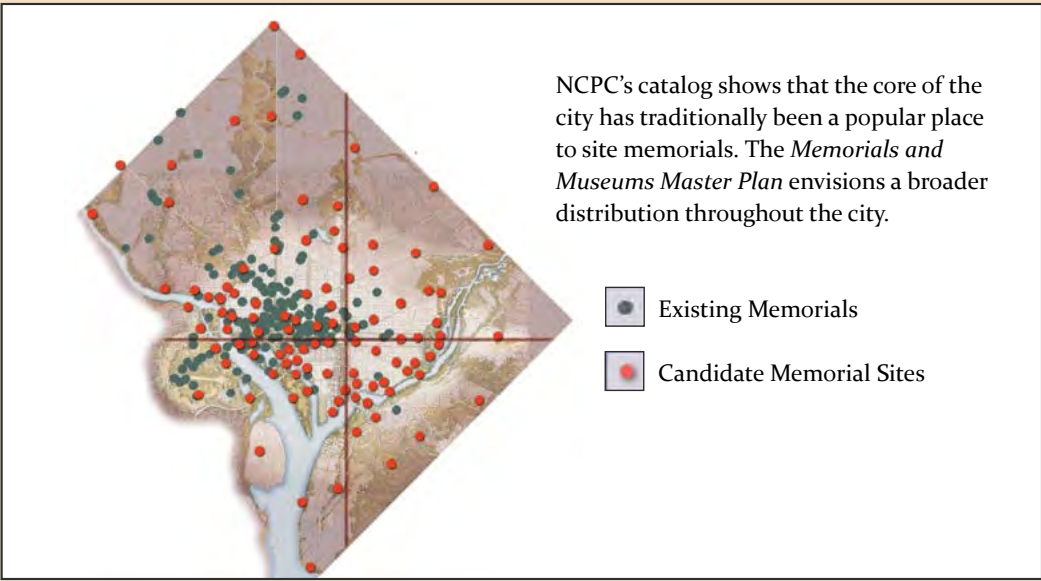 NCPC’s catalog shows that the core of the
city has traditionally been a popular place
to site memorials. The Memorials and
Museums Master Plan envisions a broader
distribution throughout the city.
Existing Memorials
Candidate Memorial Sites